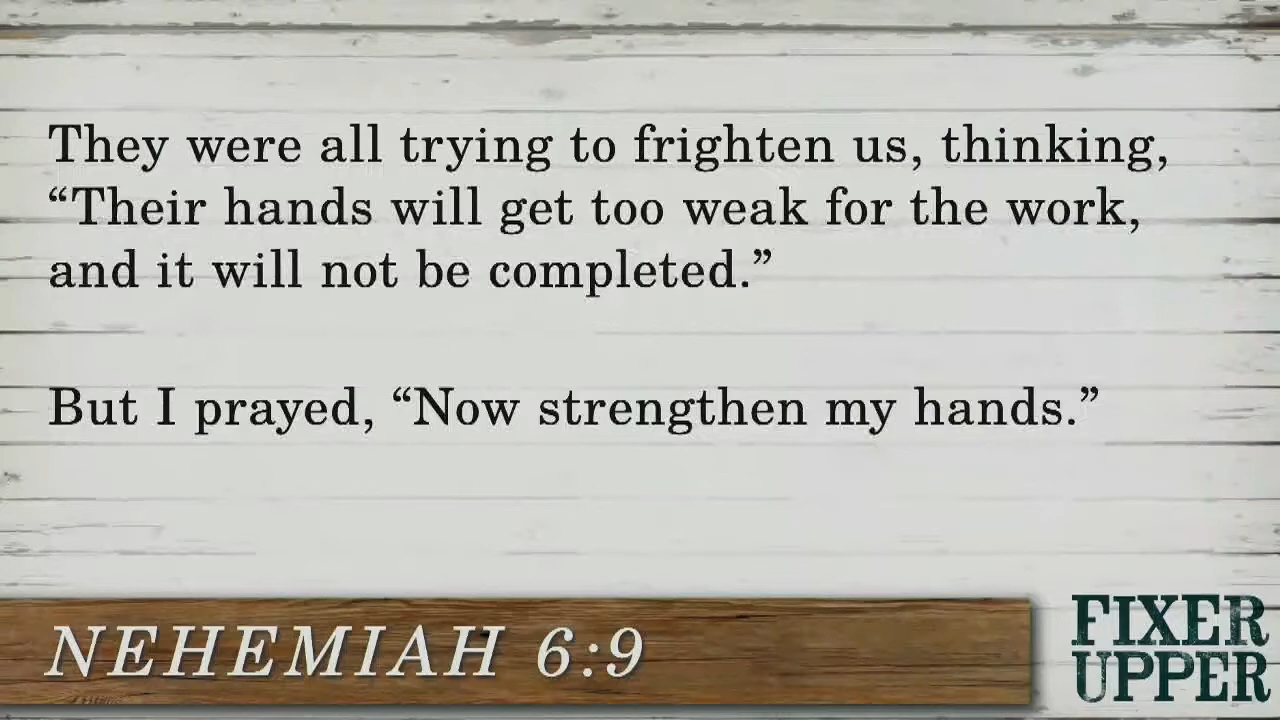 They were all trying to frighten us, thinking,
“Their hands will get too weak for the work,
and it will not be completed.”
But I prayed, “Now strengthen my hands.”
NEHEMIAH 6:9
FIXER
UPPER